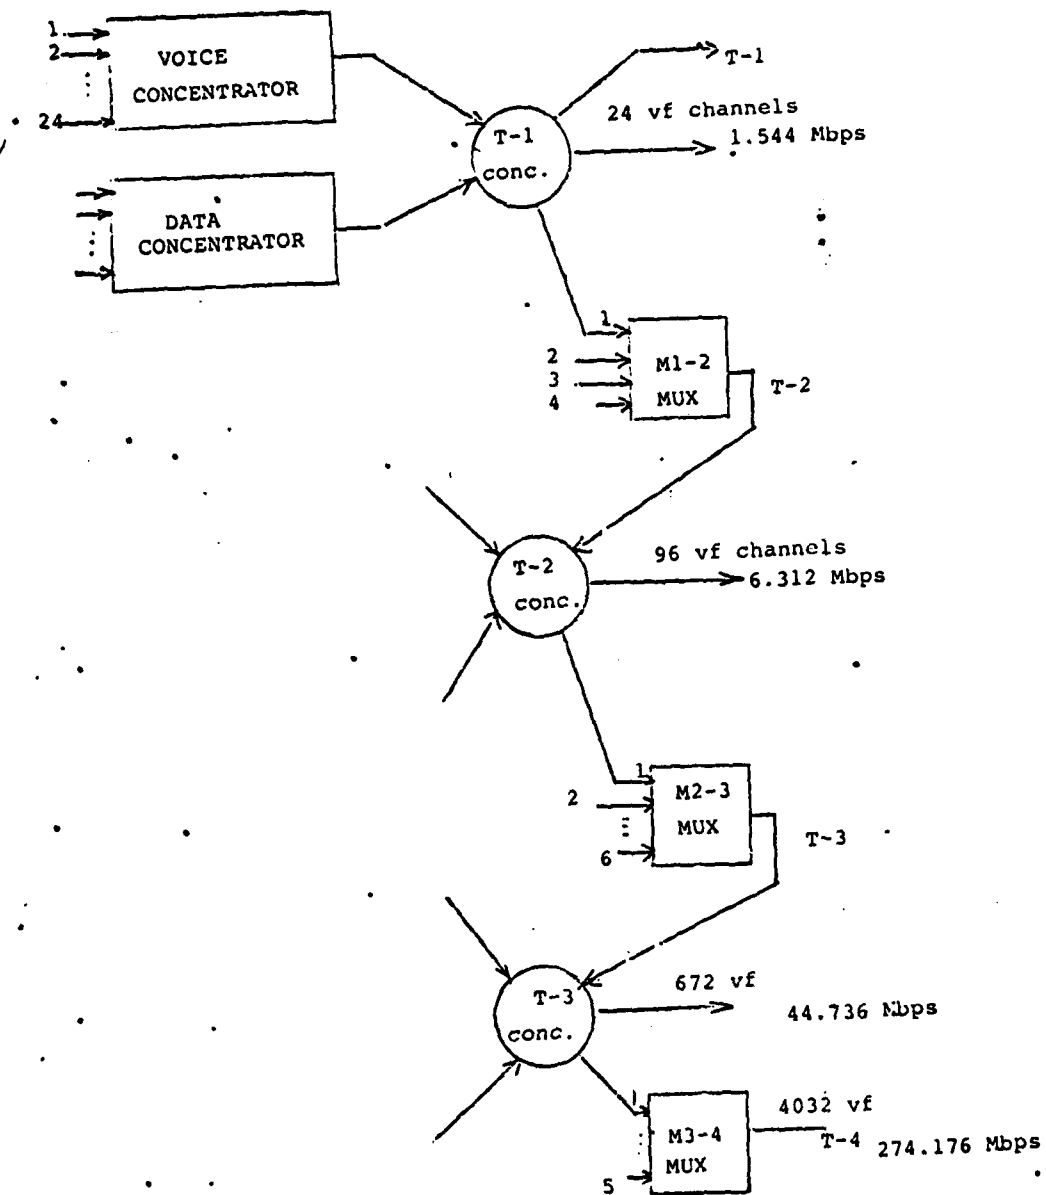 1
2
24
VOICE
CONCENTRATOR
DATA
CONCENTRATOR
T-1
conc.
T-1
24 vf channels
1.544 Mbps
1
2
3
4
M1-2
MUX
T-2
T-2
conc.
96 vf channels
6.312 Mbps
1
2
6
M2-3
MUX
T-3
T-3
conc.
672 vf
44.736 Mbps
1
5
M3-4
MUX
4032 vf
T-4
274.176 Mbps